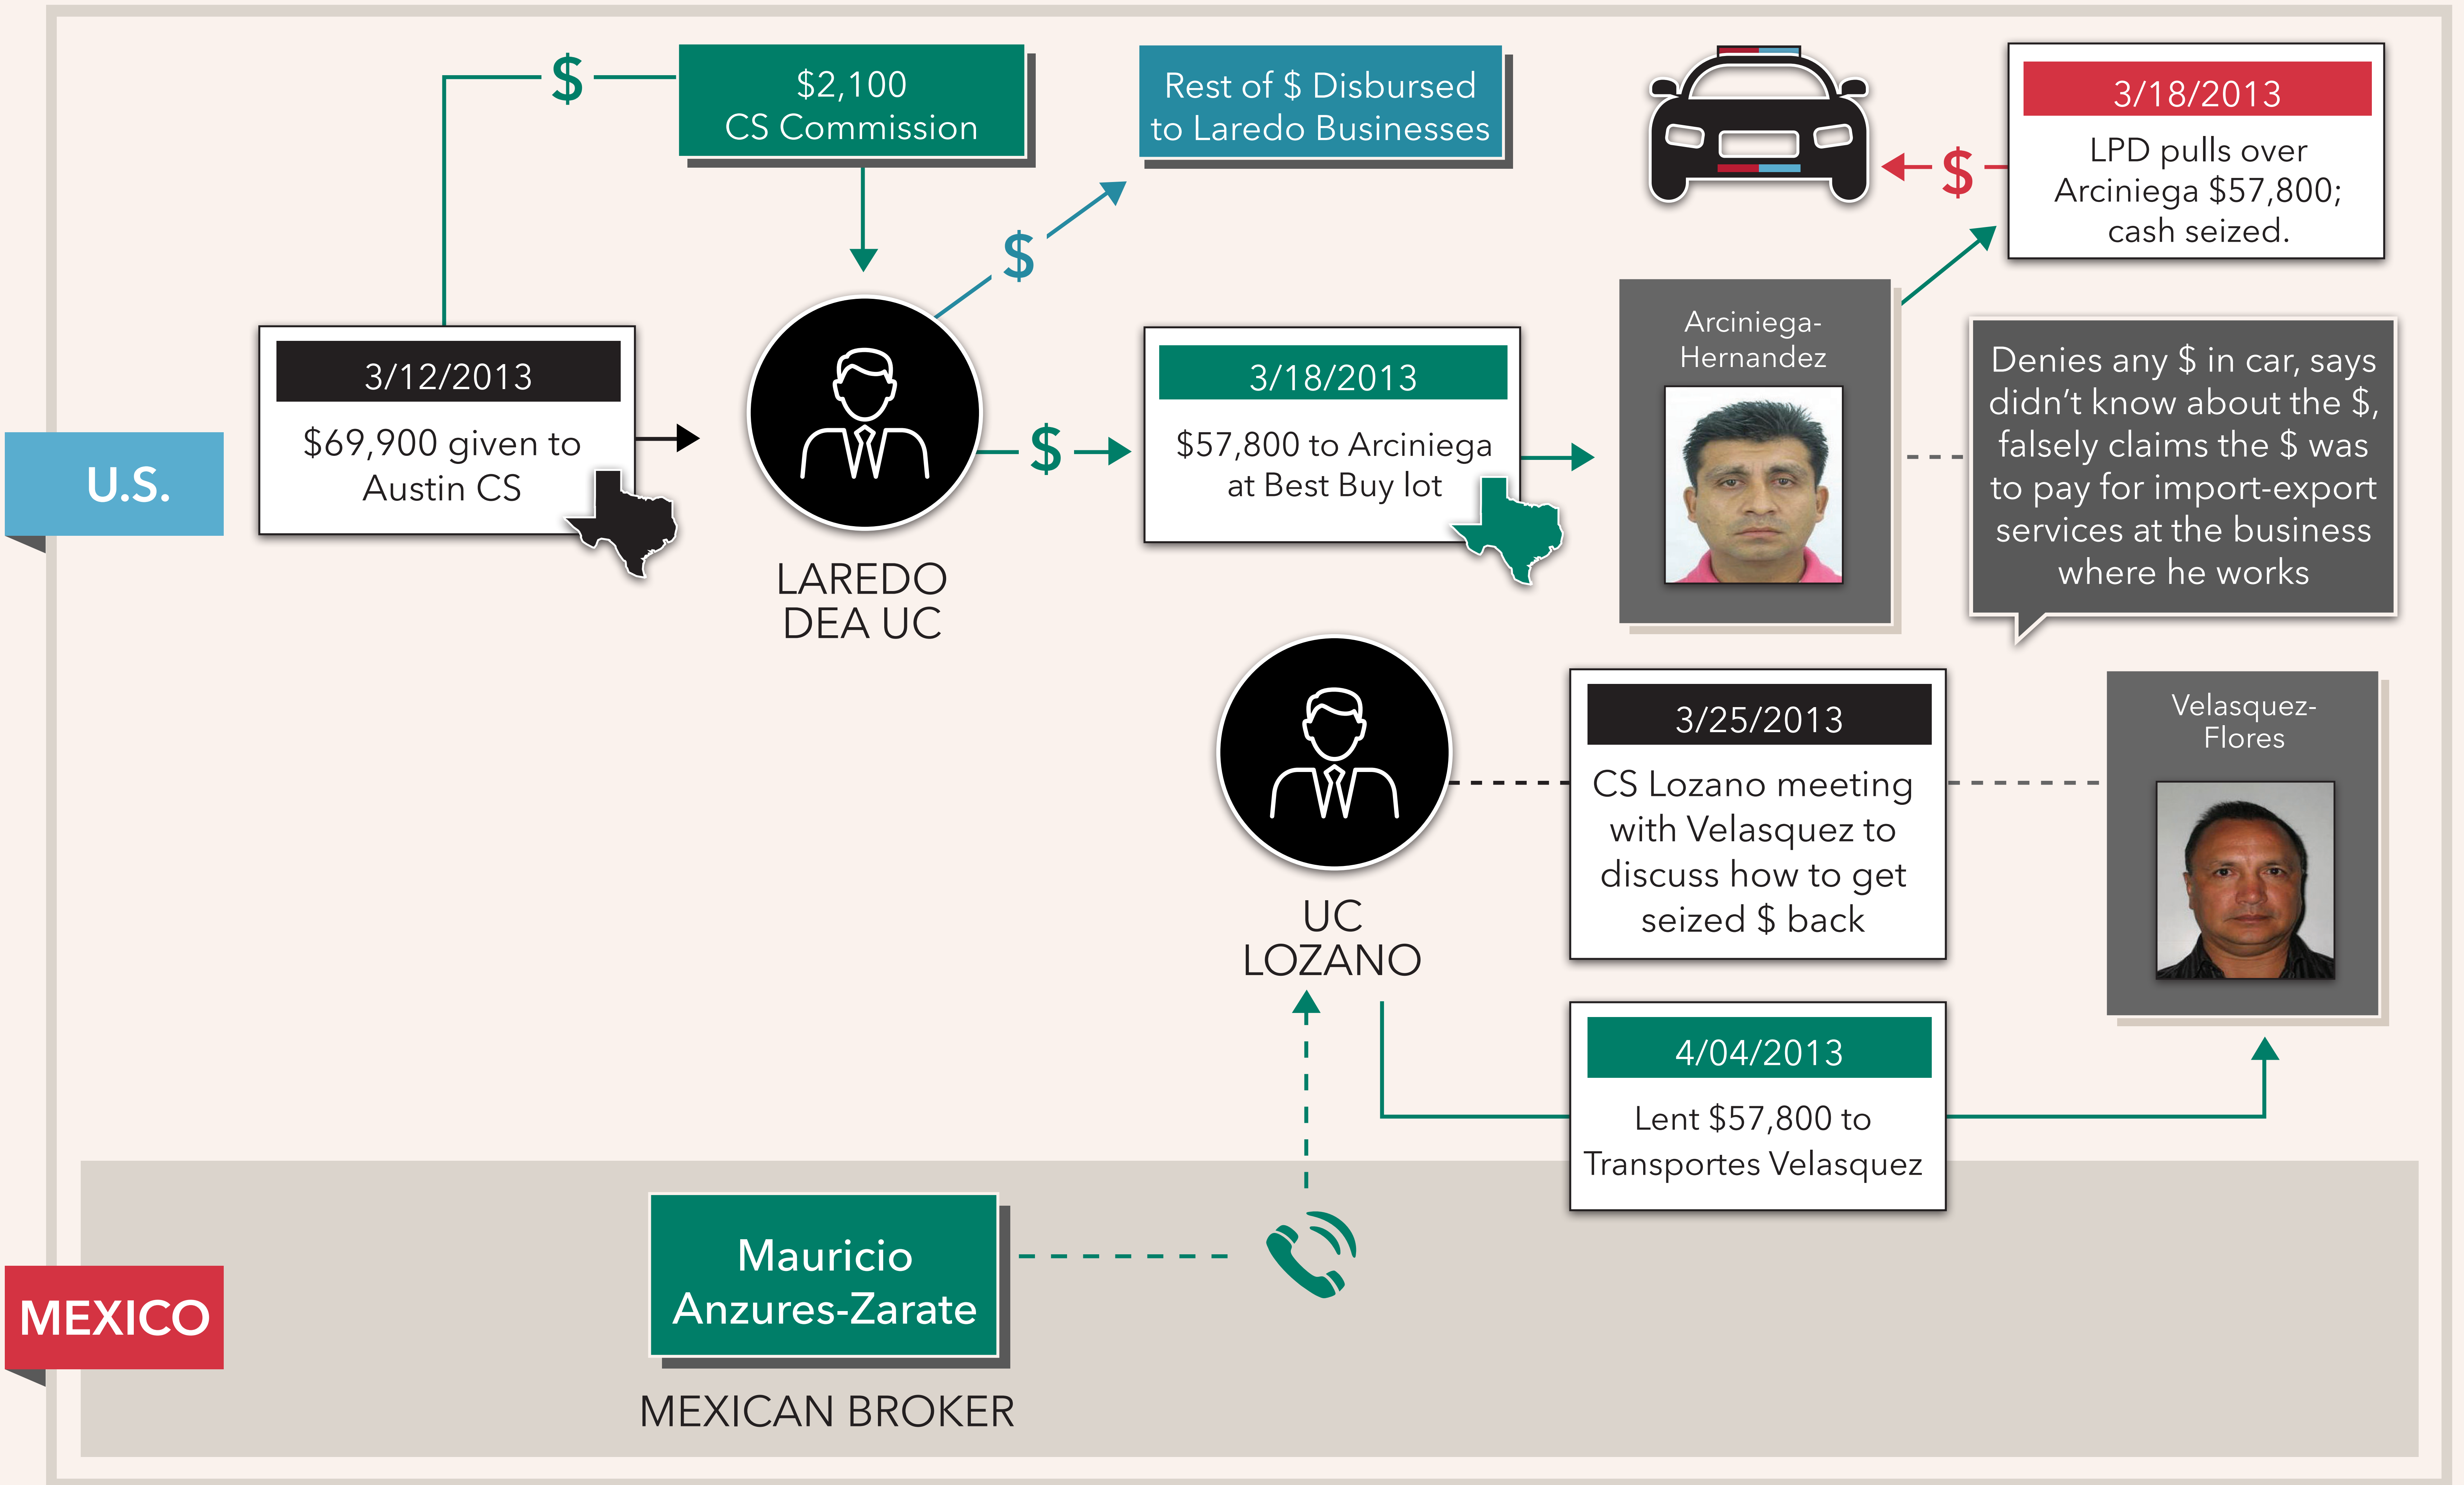 $
$2,100
CS Commission
Rest of $ Disbursed
to Laredo Businesses
$
3/18/2013
LPD pulls over
Arciniega $57,800;
cash seized.
$
U.S.
3/12/2013
$69,900 given to
Austin CS
LAREDO
DEA UC
$
3/18/2013
$57,800 to Arciniega
at Best Buy lot
Arciniega-
Hernandez
Denies any $ in car, says
didn’t know about the $,
falsely claims the $ was
to pay for import-export
services at the business
where he works
UC
LOZANO
3/25/2013
CS Lozano meeting
with Velasquez to
discuss how to get
seized $ back
Velasquez-
Flores
4/04/2013
Lent $57,800 to
Transportes Velasquez
MEXICO
Mauricio
Anzures-Zarate
MEXICAN BROKER